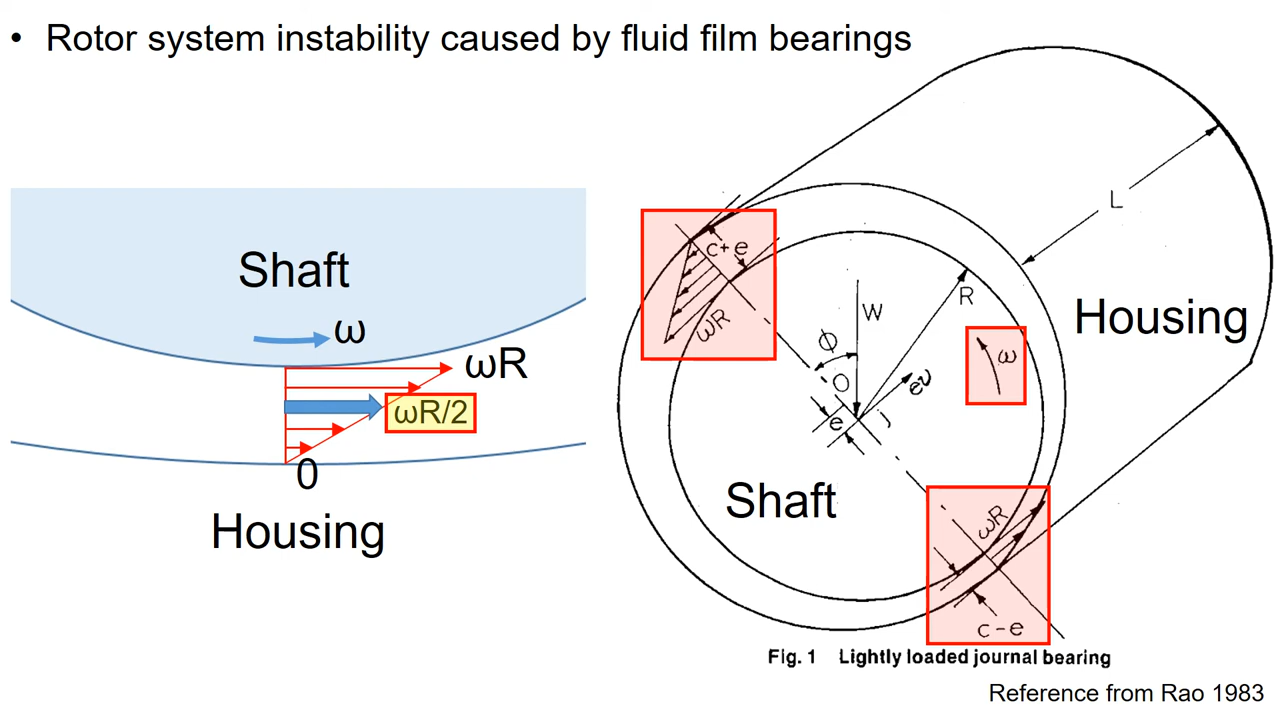 • Rotor system instability caused by fluid film bearings
Shaft
ω
ωR
ωR/2
0
Housing
c+e
ωR
W
R
L
Housing
ϕ
ω
O
eν
e
j
Shaft
ωR
c-e
Fig. 1 Lightly loaded journal bearing
Reference from Rao 1983